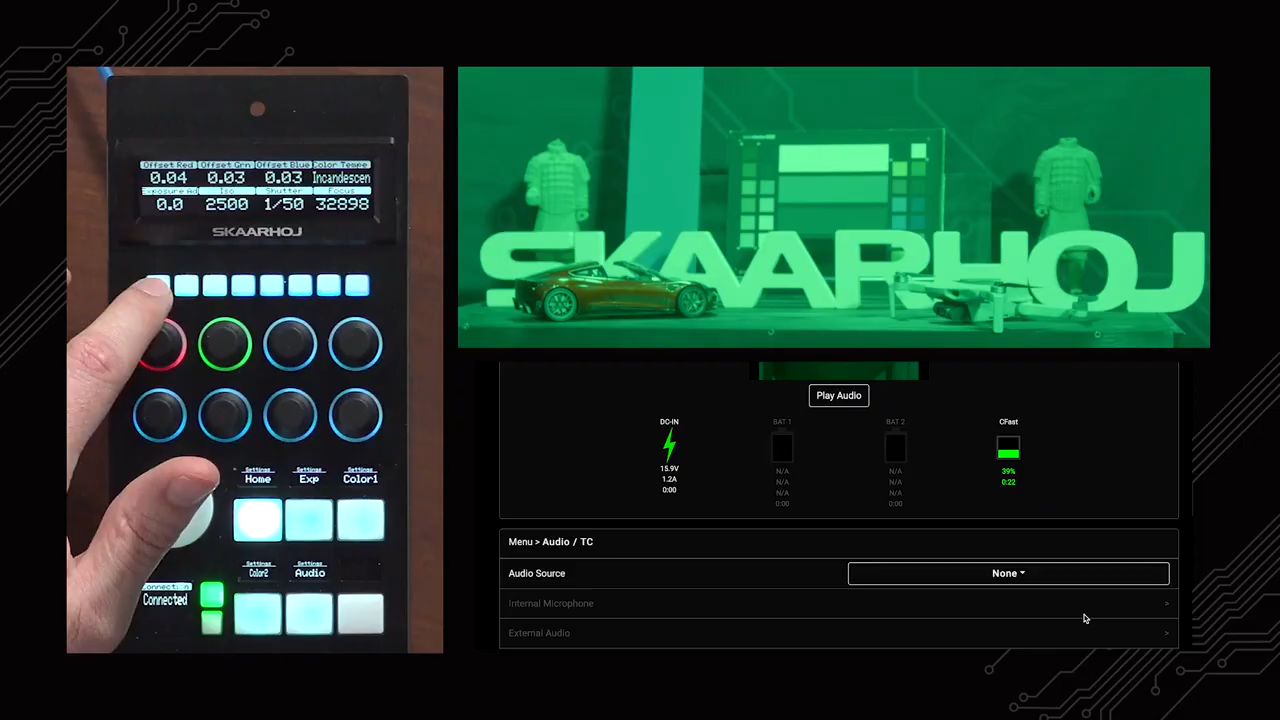 Offset Red Offset Grn Offset Blue Color Tempe
0.04 0.03 0.03 Incandescen
Exposure Ad Iso Shutter Focus
0.0 2500 1/50 32898
SKAARHOJ
Settings Settings Settings
Home Exp Color1
Settings Settings
Color2 Audio
Connected
SKAARHOJ
Play Audio
DC-IN BAT 1 BAT 2 CFast
15.9V N/A N/A 39%
1.2A N/A N/A 0:22
0:00 N/A N/A
0:00 0:00
Menu > Audio / TC
Audio Source None
Internal Microphone >
External Audio >